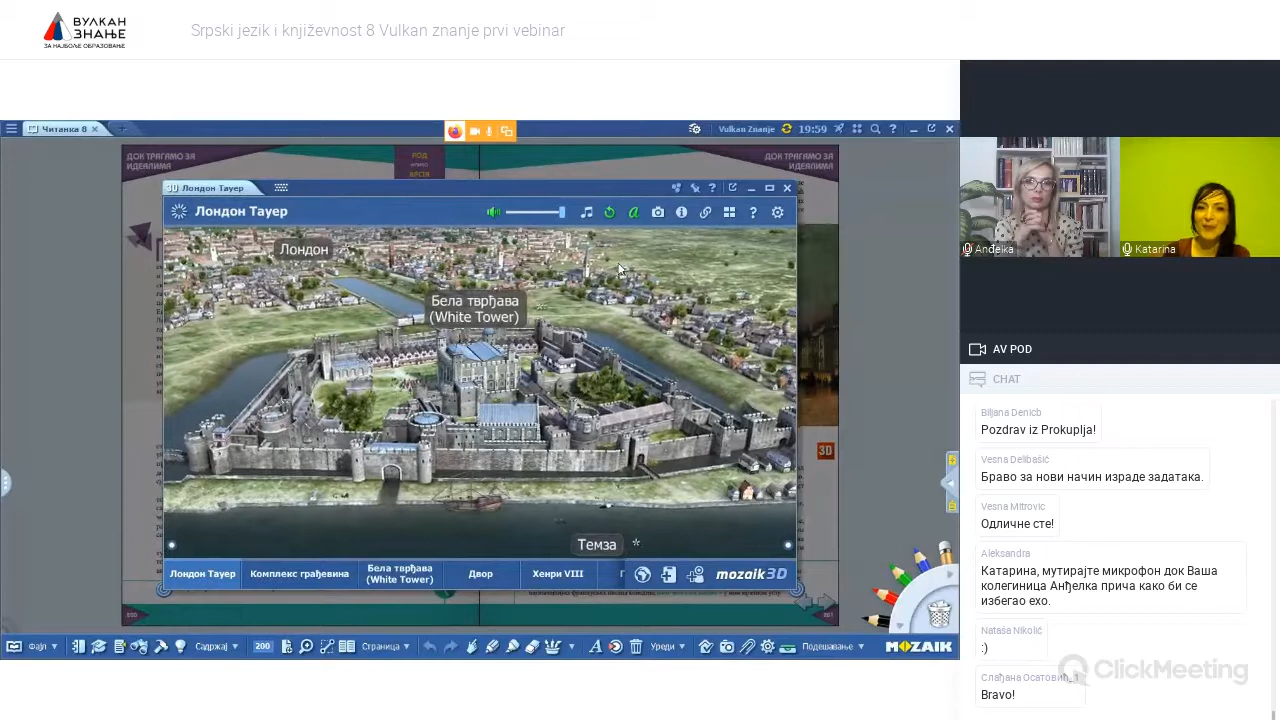 ВУЛКАН
ЗНАЊЕ
ЗА НАЈБОЉЕ ОБРАЗОВАЊЕ
Srpski jezik i književnost 8 Vulkan znanje prvi vebinar
Читанка 8
Vulkan Znanje
19:59
ДОК ТРАГАМО ЗА
ИДЕАЛИМА
РОД
ВРСТА
ДОК ТРАГАМО ЗА
ИДЕАЛИМА
3D Лондон Тауер
Лондон Тауер
Лондон
Бела тврђава
(White Tower)
Темза
3D
Лондон Тауер
Комплекс грађевина
Бела тврђава
(White Tower)
Двор
Хенри VIII
mozaik3D
Фајл
Садржај
200
Страница
Уреди
Подешавање
MOZAIK
Anđelka
Katarina
AV POD
CHAT
Biljana Denicb
Pozdrav iz Prokuplja!
Vesna Delibašić
Браво за нови начин израде задатака.
Vesna Mitrovic
Одличне сте!
Aleksandra
Катарина, мутирајте микрофон док Ваша
колегиница Анђелка прича како би се
избегао ехо.
Nataša Nikolić
:)
Слађана Осатовић_1
Bravo!
ClickMeeting